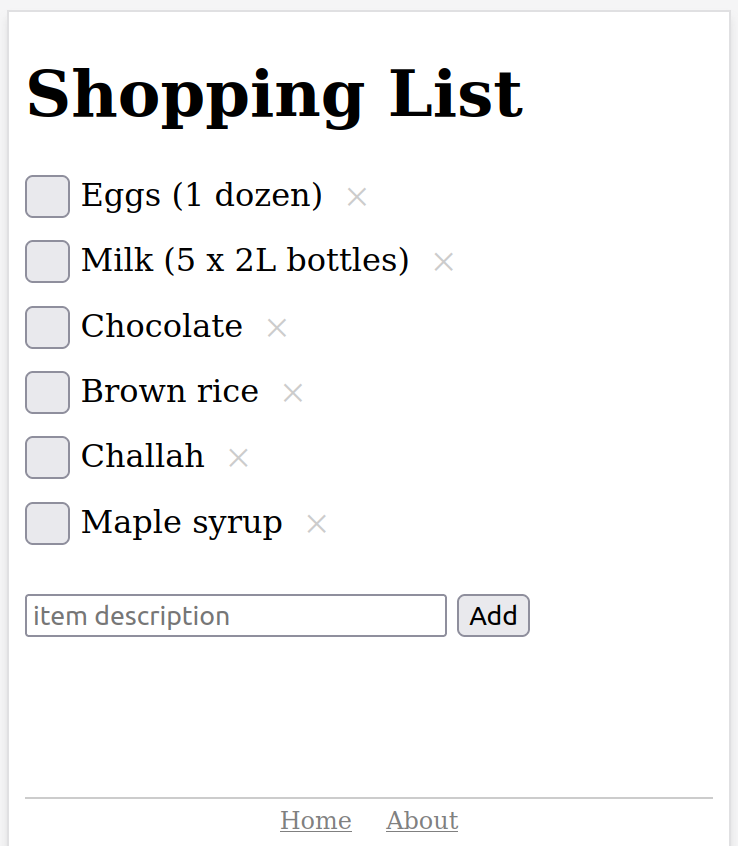 Shopping List
Eggs (1 dozen) ×
Milk (5 x 2L bottles) ×
Chocolate ×
Brown rice ×
Challah ×
Maple syrup ×
item description Add
Home About